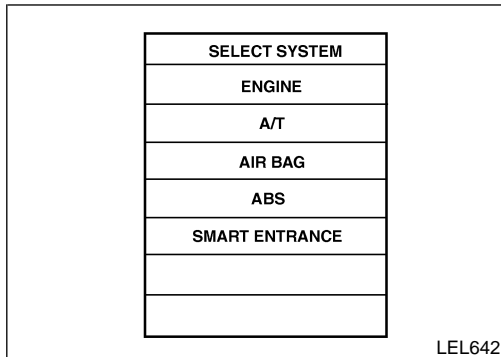 SELECT SYSTEM
ENGINE
A/T
AIR BAG
ABS
SMART ENTRANCE
LEL642